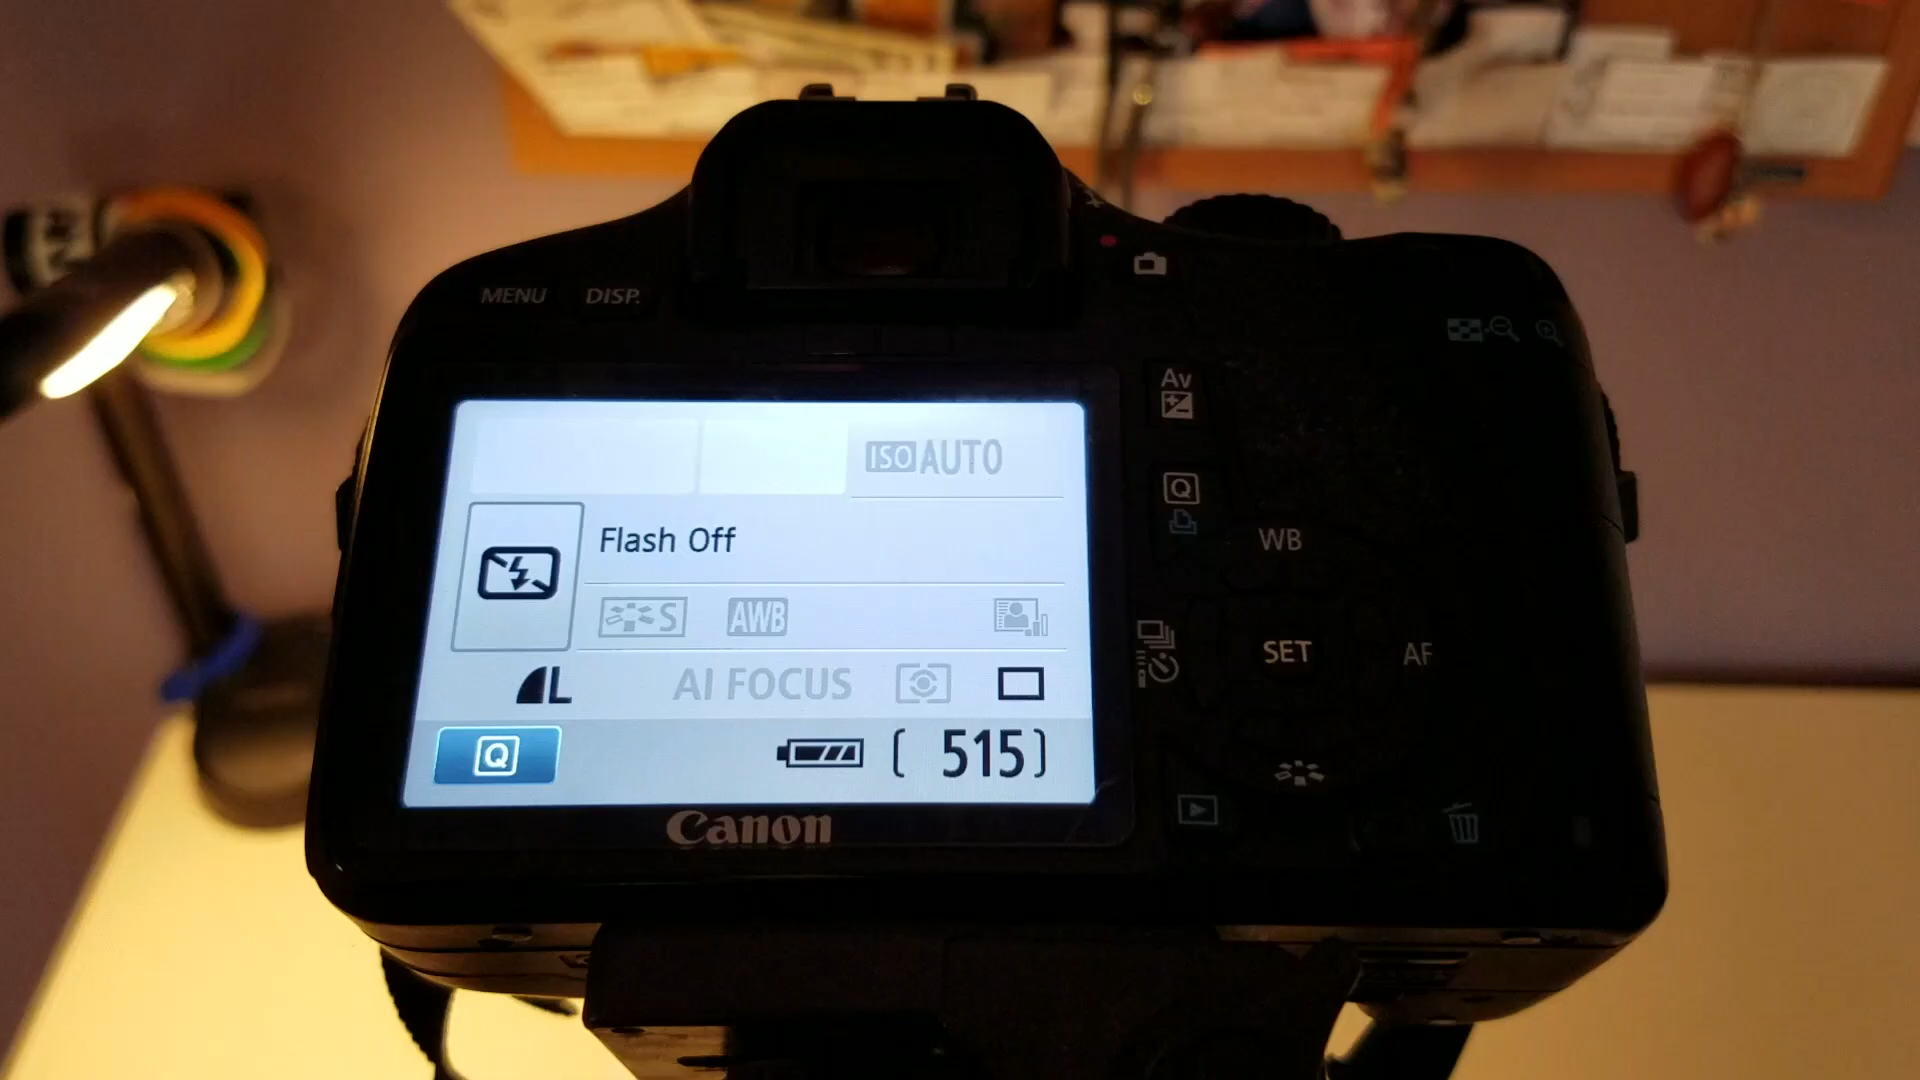 MENU DISP.
ISO AUTO
Flash Off
S AWB
L AI FOCUS
Q [ 515]
Canon
Av
Q
WB
SET AF